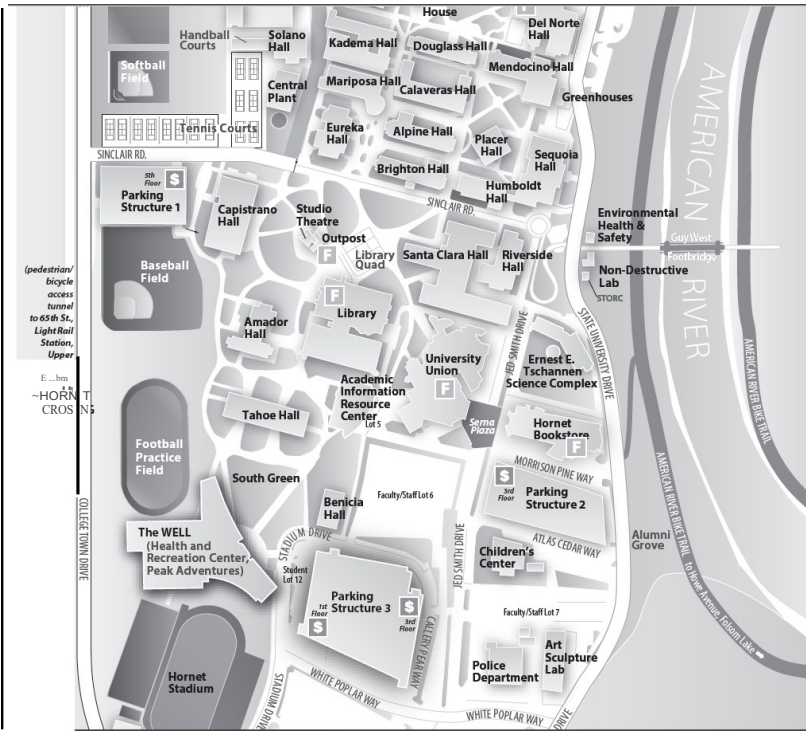 House
Del Norte
Hall
Handball
Courts
Solano
Hall
Kadema Hall
Douglass Hall
Mendocino Hall
Softball
Field
Central
Plant
Mariposa Hall
Calaveras Hall
Greenhouses
Tennis Courts
Eureka
Hall
Alpine Hall
Placer
Hall
Sequoia
Hall
SINCLAIR RD.
Brighton Hall
Humboldt
Hall
5th
Floor
$
Parking
Structure 1
Capistrano
Hall
Studio
Theatre
Outpost
F
SINCLAIR RD.
Environmental
Health &
Safety
Guy West
Footbridge
AMERICAN RIVER
Baseball
Field
Library
Quad
Santa Clara Hall
Riverside
Hall
Non-Destructive
Lab
STORC
(pedestrian/
bicycle
access
tunnel
to 65th St.,
Light Rail
Station,
Upper
E ...bm
~HORN T
CROS N
F
Library
Amador
Hall
JED SMITH DRIVE
STATE UNIVERSITY DRIVE
University
Union
F
Ernest E.
Tschannen
Science Complex
AMERICAN RIVER BIKE TRAIL
Academic
Information
Resource
Center
Lot 5
Tahoe Hall
Serna
Plaza
Hornet
Bookstore
F
Football
Practice
Field
South Green
MORRISON PINE WAY
$
3rd
Floor
Parking
Structure 2
Faculty/Staff Lot 6
Benicia
Hall
COLLEGE TOWN DRIVE
The WELL
(Health and
Recreation Center,
Peak Adventures)
STADIUM DRIVE
JED SMITH DRIVE
ATLAS CEDAR WAY
Alumni
Grove
AMERICAN RIVER BIKE TRAIL to Howe Avenue, Folsom Lake
Children's
Center
Student
Lot 12
Parking
Structure 3
1st
Floor
$
$
3rd
Floor
CALLERY PEAR WAY
Faculty/Staff Lot 7
Hornet
Stadium
Police
Department
Art
Sculpture
Lab
WHITE POPLAR WAY
STADIUM DRIVE
WHITE POPLAR WAY
DRIVE